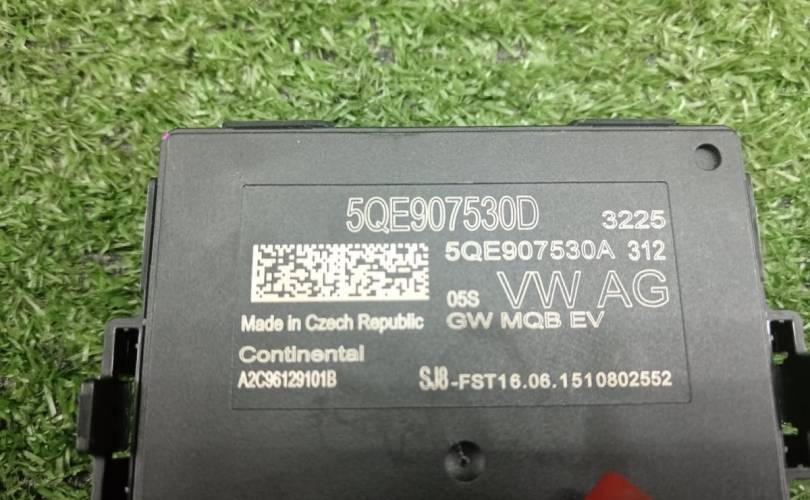 5QE907530D 3225
5QE907530A 312
05S VW AG
Made in Czech Republic GW MQB EV
Continental
A2C96129101B SJ8-FST16.06.1510802552